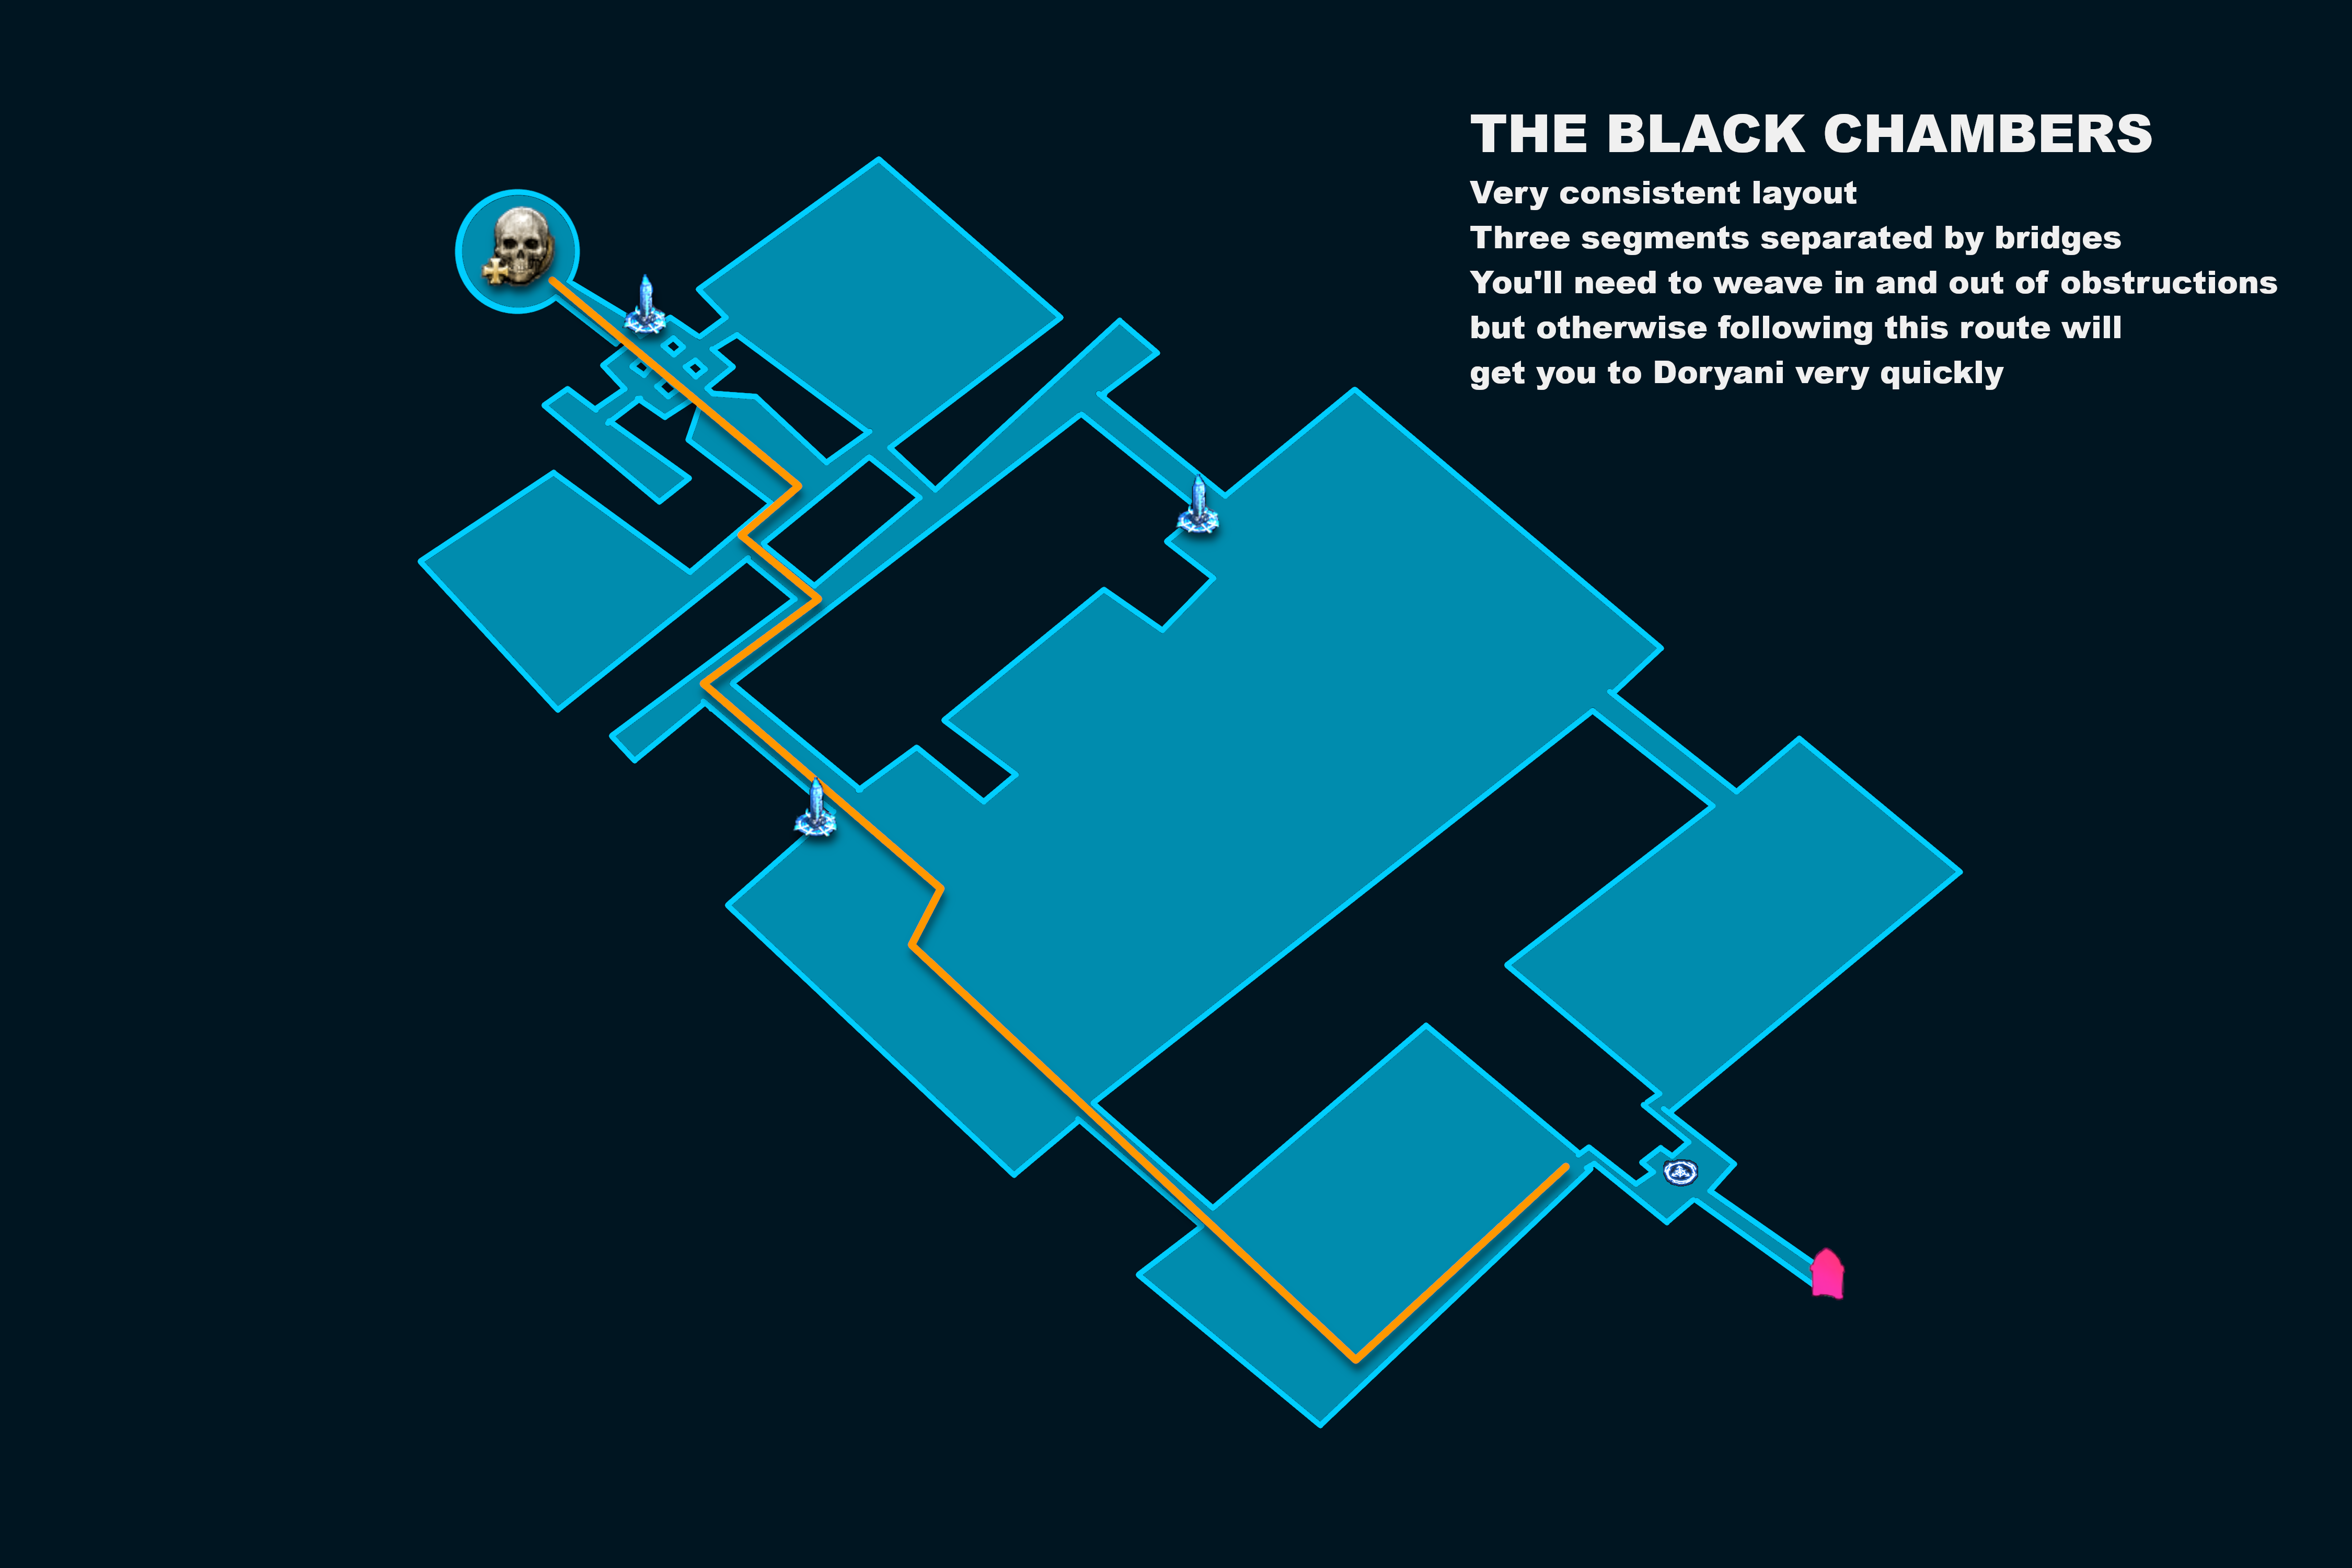 THE BLACK CHAMBERS
Very consistent layout
Three segments separated by bridges
You'll need to weave in and out of obstructions
but otherwise following this route will
get you to Doryani very quickly